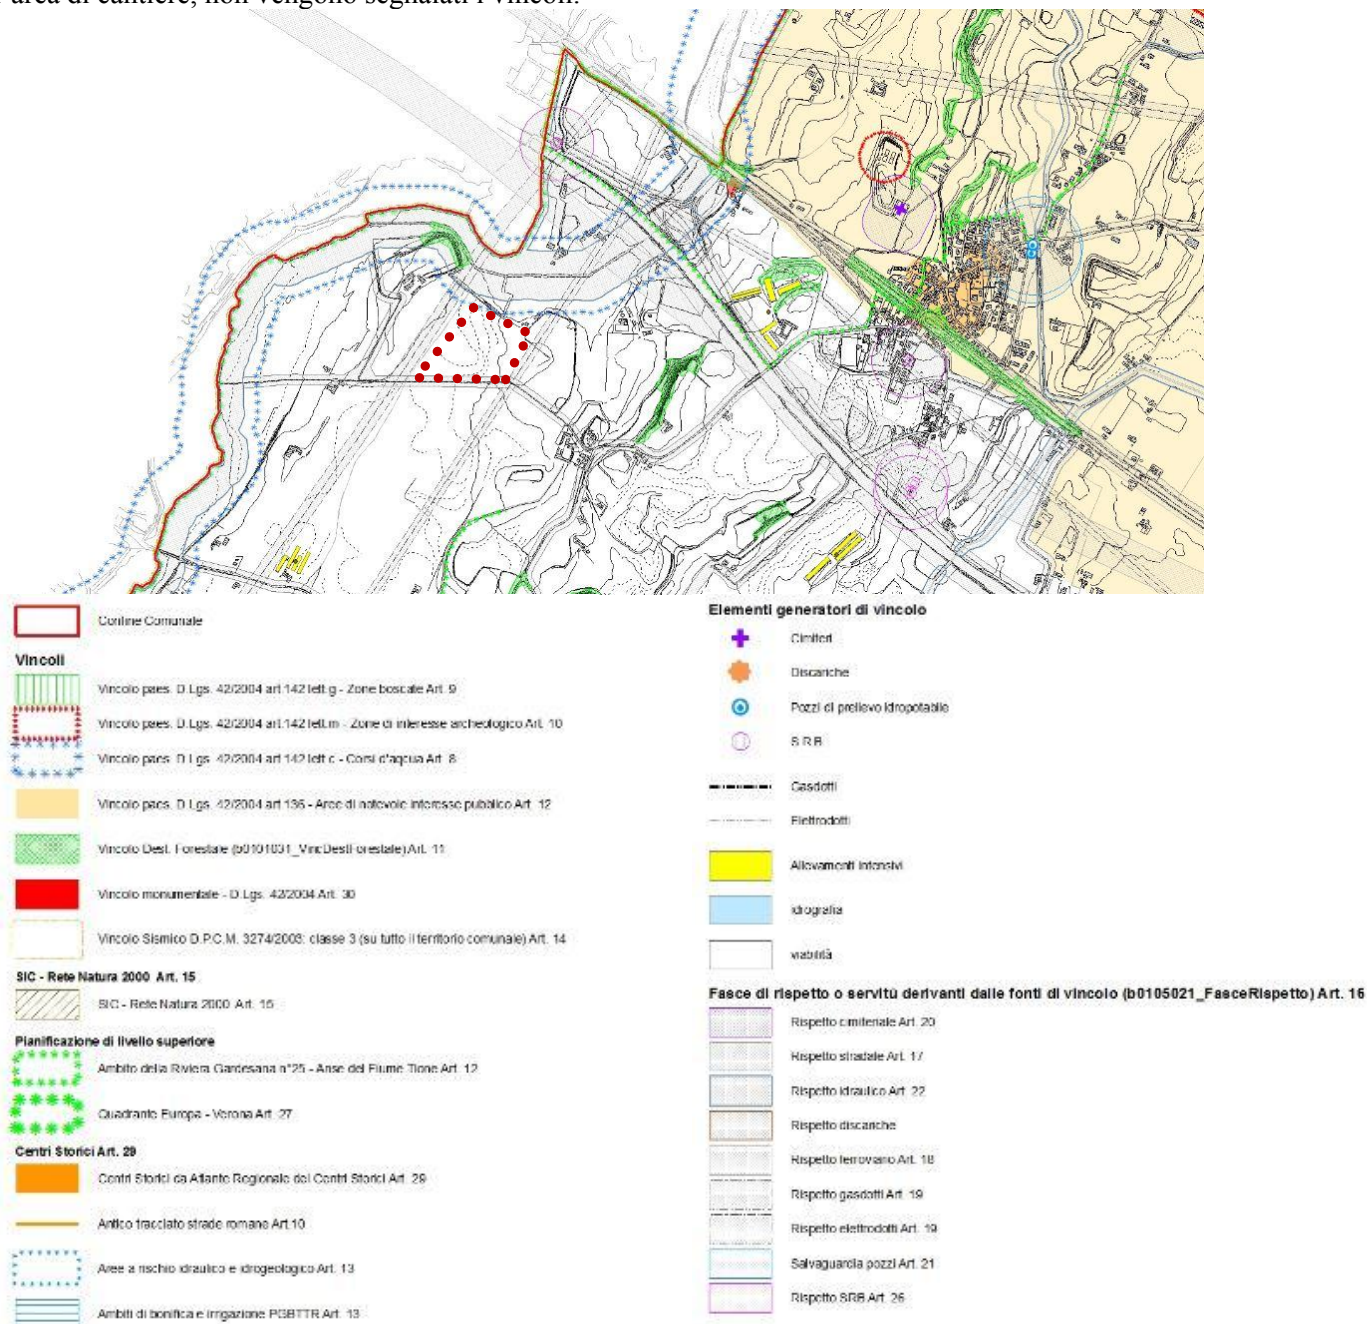 l'area di cantiere, non vengono segnalati i vincoli.
Confine Comunale
Vincoli
Vincolo paes. D.Lgs. 42/2004 art.142 lett.g - Zone boscate Art. 9
Vincolo paes. D.Lgs. 42/2004 art.142 lett.m - Zone di interesse archeologico Art. 10
Vincolo paes. D.Lgs. 42/2004 art.142 lett.c - Corsi d'acqua Art. 8
Vincolo paes. D.Lgs. 42/2004 art.136 - Aree di notevole interesse pubblico Art. 12
Vincolo Dest. Forestale (b0101031_VincDestForestale) Art. 11
Vincolo monumentale - D.Lgs. 42/2004 Art. 30
Vincolo Sismico D.P.C.M. 3274/2003: classe 3 (su tutto il territorio comunale) Art. 14
SIC - Rete Natura 2000 Art. 15
SIC - Rete Natura 2000 Art. 15
Pianificazione di livello superiore
Ambito della Riviera Gardesana n°25 - Anse del Fiume Tione Art. 12
Quadrante Europa - Verona Art. 27
Centri Storici Art. 29
Centri Storici da Atlante Regionale dei Centri Storici Art. 29
Antico tracciato strade romane Art.10
Aree a rischio idraulico e idrogeologico Art. 13
Ambiti di bonifica e irrigazione PGBTTR Art. 13
Elementi generatori di vincolo
Cimiteri
Discariche
Pozzi di prelievo idropotabile
S.R.B.
Gasdotti
Elettrodotti
Allevamenti intensivi
idrografia
viabilità
Fasce di rispetto o servitù derivanti dalle fonti di vincolo (b0105021_FasceRispetto) Art. 16
Rispetto cimiteriale Art. 20
Rispetto stradale Art. 17
Rispetto idraulico Art. 22
Rispetto discariche
Rispetto ferroviario Art. 18
Rispetto gasdotti Art. 19
Rispetto elettrodotti Art. 19
Salvaguardia pozzi Art. 21
Rispetto SRB Art. 26